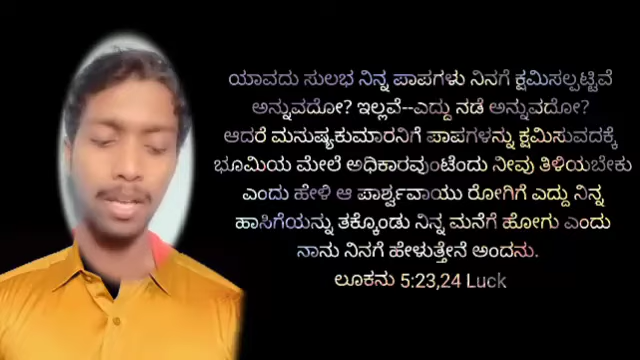 ಯಾವದು ಸುಲಭ ನಿನ್ನ ಪಾಪಗಳು ನಿನಗೆ ಕ್ಷಮಿಸಲ್ಪಟ್ಟಿವೆ
ಅನ್ನುವದೋ? ಇಲ್ಲವೆ--ಎದ್ದು ನಡೆ ಅನ್ನುವದೋ?
ಆದರೆ ಮನುಷ್ಯಕುಮಾರನಿಗೆ ಪಾಪಗಳನ್ನು ಕ್ಷಮಿಸುವದಕ್ಕೆ
ಭೂಮಿಯ ಮೇಲೆ ಅಧಿಕಾರವುಂಟೆಂದು ನೀವು ತಿಳಿಯಬೇಕು
ಎಂದು ಹೇಳಿ ಆ ಪಾರ್ಶ್ವವಾಯು ರೋಗಿಗೆ ಎದ್ದು ನಿನ್ನ
ಹಾಸಿಗೆಯನ್ನು ತಕ್ಕೊಂಡು ನಿನ್ನ ಮನೆಗೆ ಹೋಗು ಎಂದು
ನಾನು ನಿನಗೆ ಹೇಳುತ್ತೇನೆ ಅಂದನು.
ಲೂಕನು 5:23,24 Luck